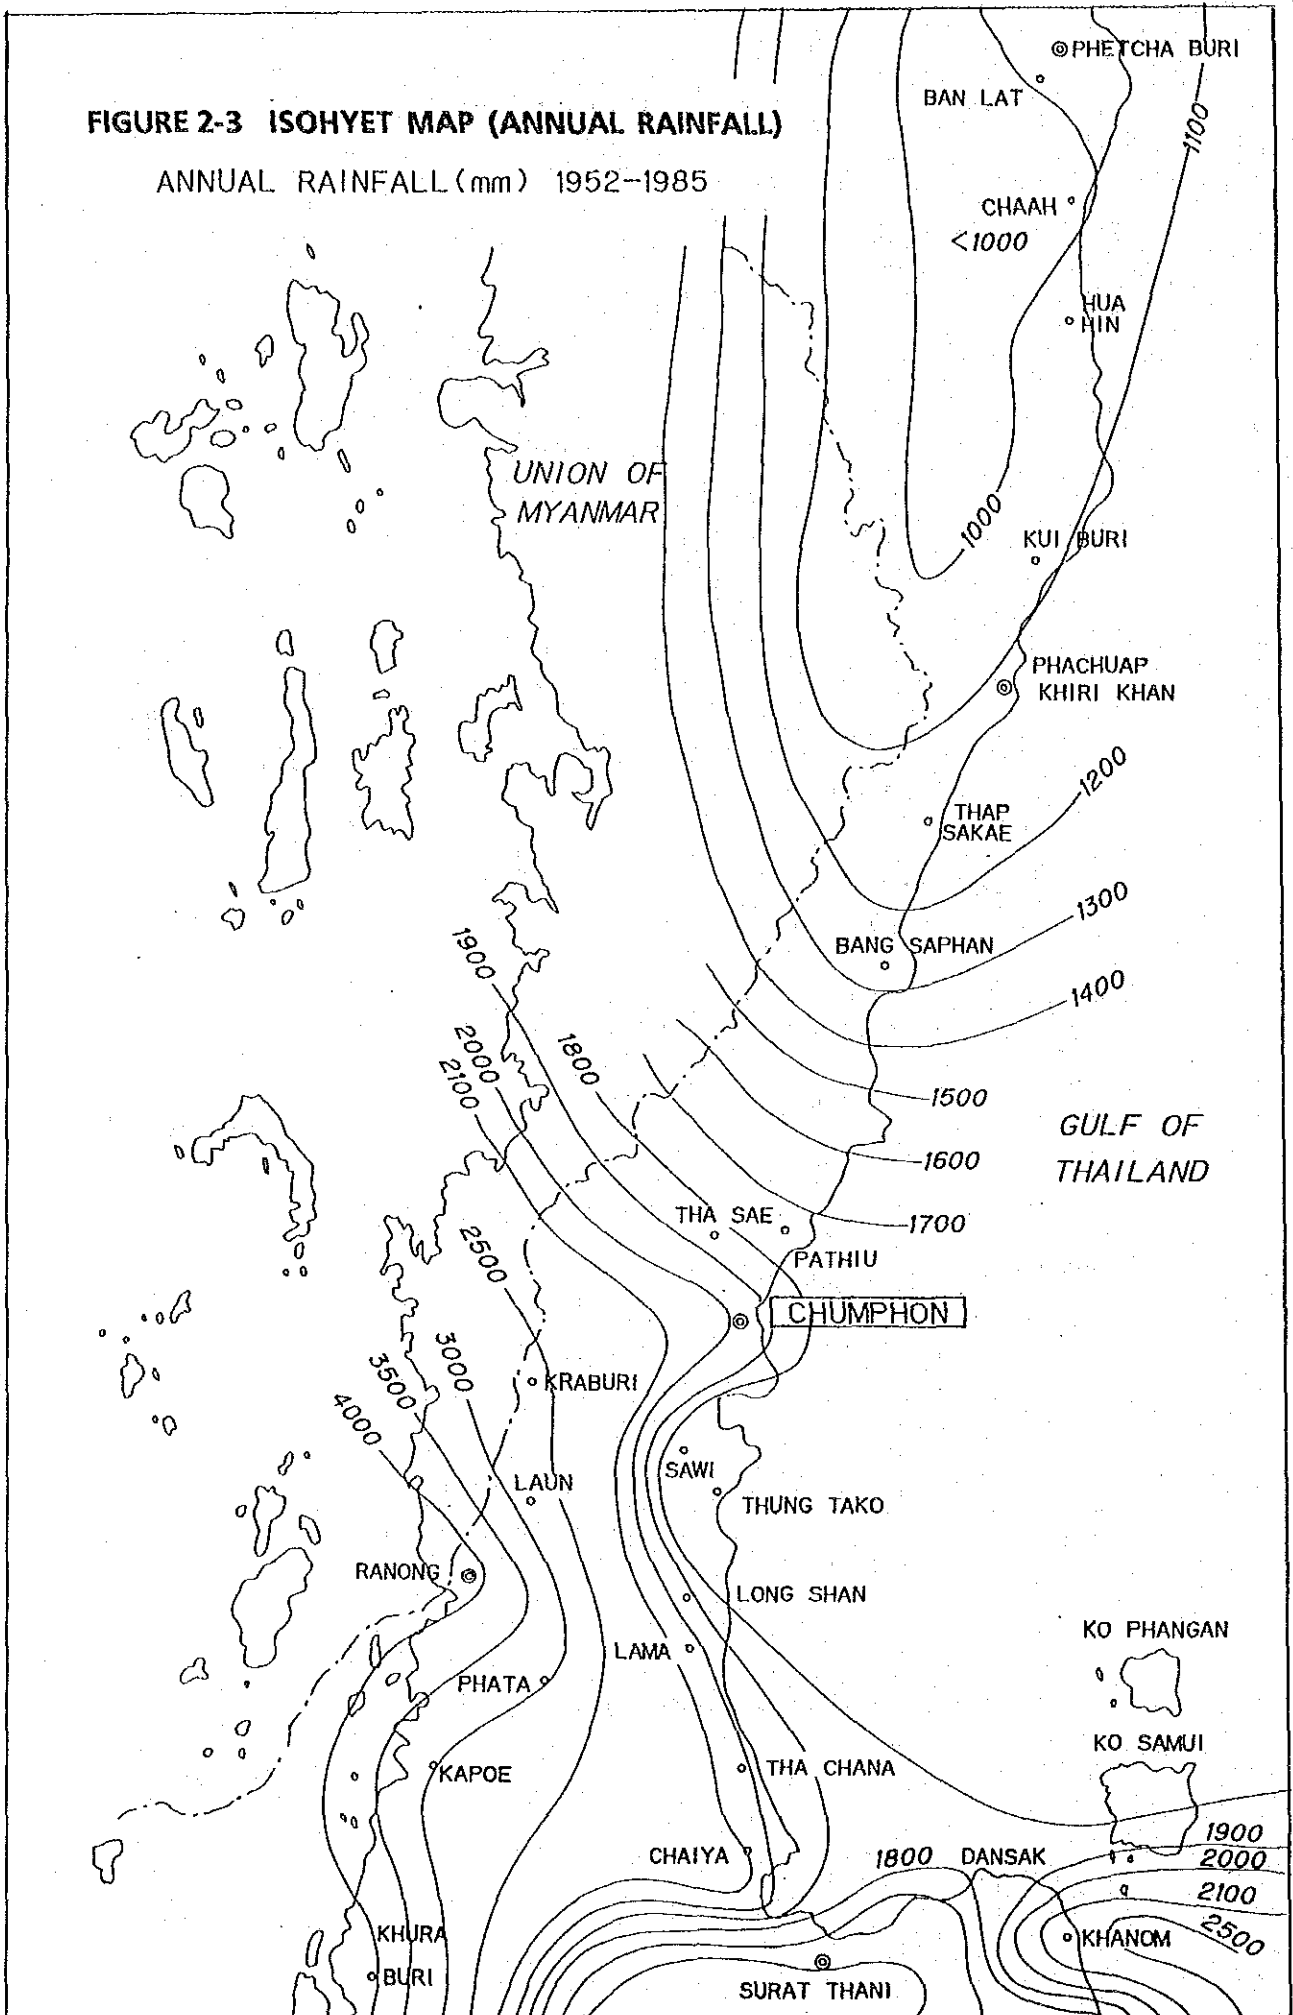 PHETCHA BURI
BAN LAT
FIGURE 2-3 ISOHYET MAP (ANNUAL RAINFALL)
1100
ANNUAL RAINFALL (mm) 1952-1985
CHAAH
<1000
HUA
HIN
UNION OF
MYANMAR
1000
KUI BURI
PHACHUAP
KHIRI KHAN
1200
THAP
SAKAE
1300
BANG SAPHAN
1900
1400
2000
1800
2100
1500
GULF OF
THAILAND
1600
THA SAE
1700
2500
PATHIU
CHUMPHON
3000
3500
KRABURI
4000
SAWI
LAUN
THUNG TAKO
RANONG
LONG SHAN
KO PHANGAN
LAMA
PHATA
KO SAMUI
KAPOE
THA CHANA
1900
CHAIYA
1800
DANSAK
2000
2100
KHURA
BURI
KHANOM
2500
SURAT THANI